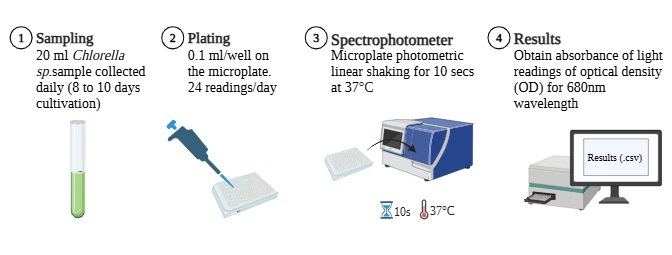 1 Sampling
20 ml Chlorella
sp.sample collected
daily (8 to 10 days
cultivation)
2 Plating
0.1 ml/well on
the microplate.
24 readings/day
3 Spectrophotometer
Microplate photometric
linear shaking for 10 secs
at 37°C
10s 37°C
4 Results
Obtain absorbance of light
readings of optical density
(OD) for 680nm
wavelength
Results (.csv)